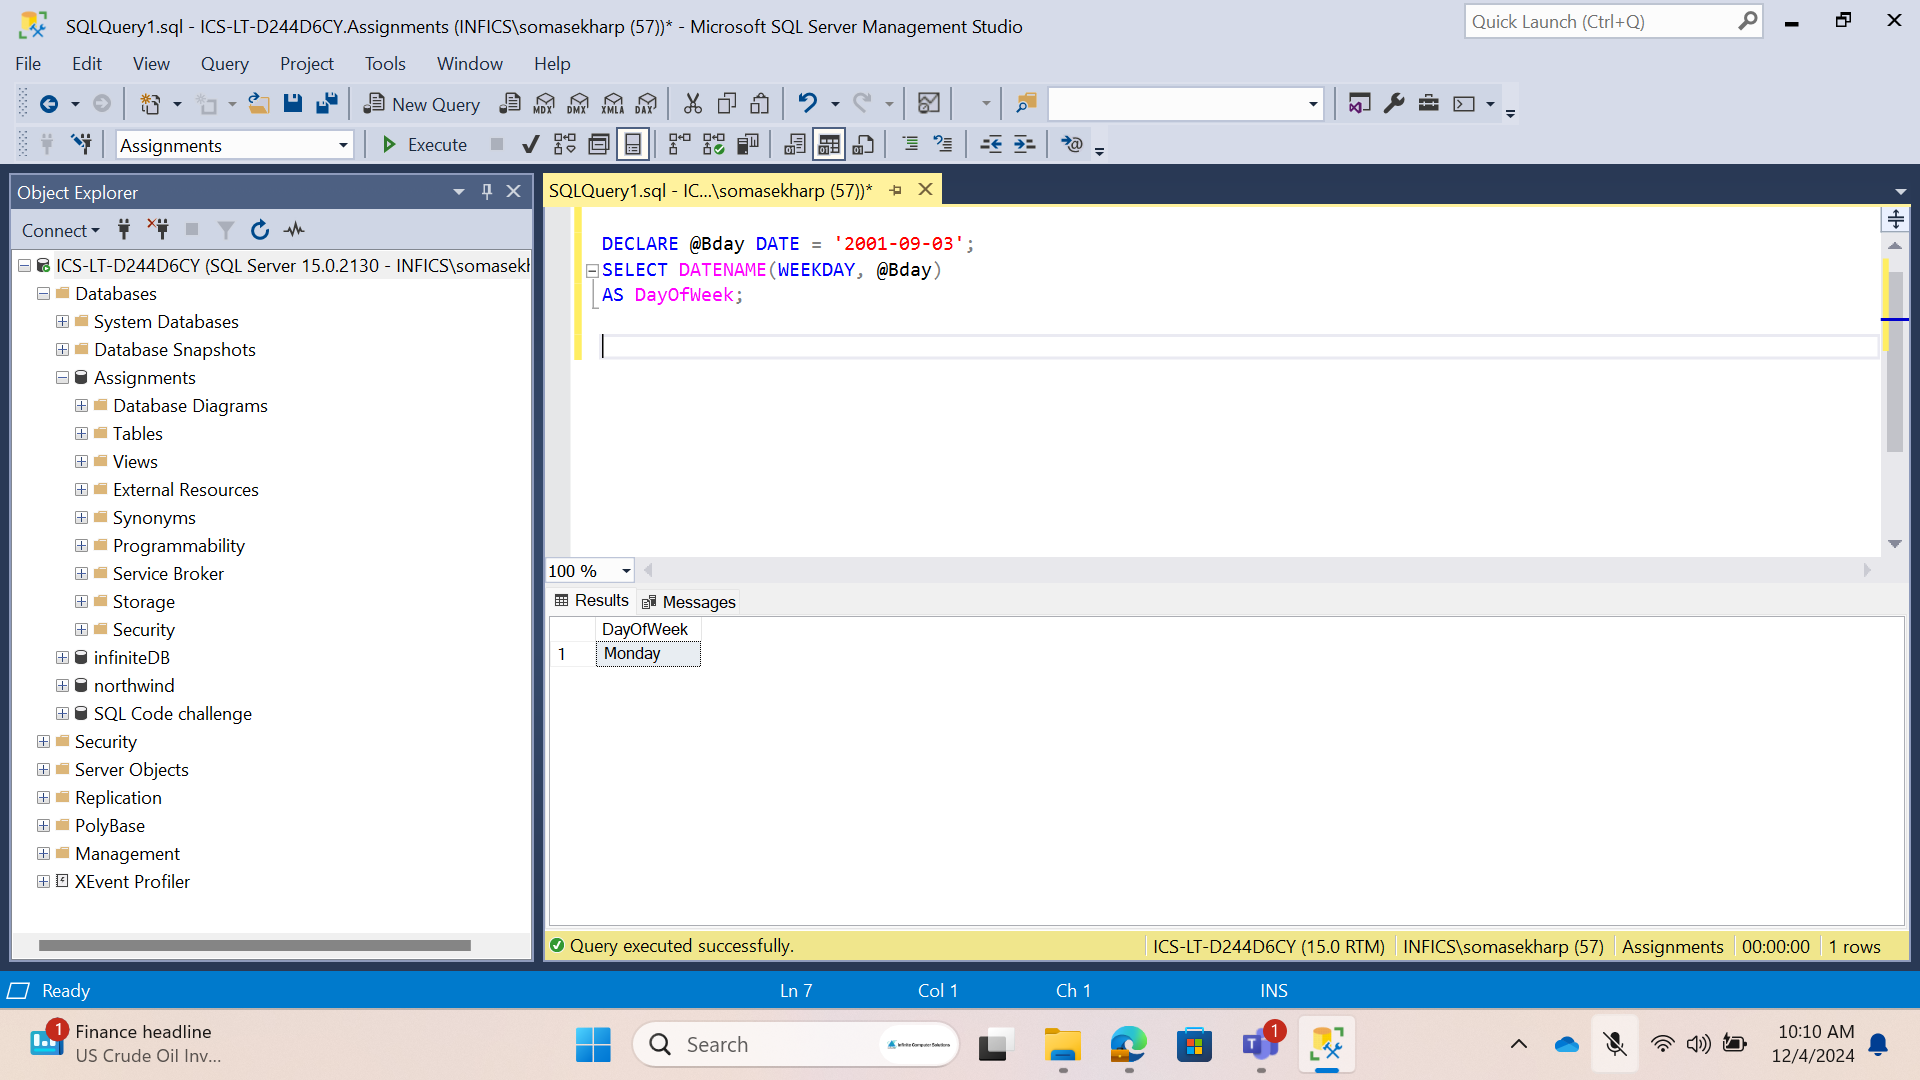 SQLQuery1.sql - ICS-LT-D244D6CY.Assignments (INFICS\somasekharp (57))* - Microsoft SQL Server Management Studio
Quick Launch (Ctrl+Q)
File Edit View Query Project Tools Window Help
New Query
MDX
DMX
XMLA
DAX
Assignments
Execute
Object Explorer
Connect
ICS-LT-D244D6CY (SQL Server 15.0.2130 - INFICS\somasekh
Databases
System Databases
Database Snapshots
Assignments
Database Diagrams
Tables
Views
External Resources
Synonyms
Programmability
Service Broker
Storage
Security
infiniteDB
northwind
SQL Code challenge
Security
Server Objects
Replication
PolyBase
Management
XEvent Profiler
SQLQuery1.sql - IC...\somasekharp (57))*
DECLARE @Bday DATE = '2001-09-03';
SELECT DATENAME(WEEKDAY, @Bday)
AS DayOfWeek;
100 %
Results Messages
DayOfWeek
1 Monday
Query executed successfully.
ICS-LT-D244D6CY (15.0 RTM) INFICS\somasekharp (57) Assignments 00:00:00 1 rows
Ready Ln 7 Col 1 Ch 1 INS
1
Finance headline
US Crude Oil Inv...
Search
Infinite Computer Solutions
1
10:10 AM
12/4/2024